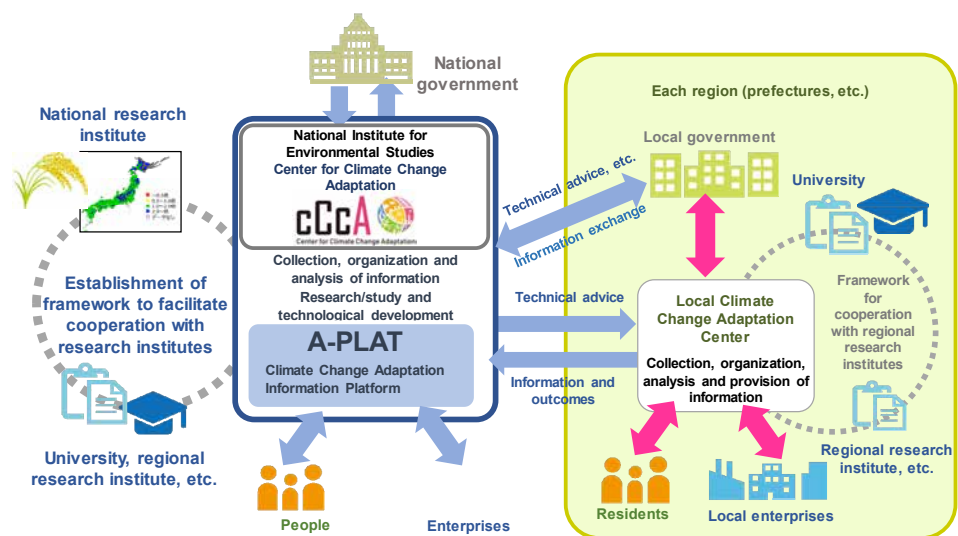 National
government
National research
institute
Establishment of
framework to facilitate
cooperation with
research institutes
University, regional
research institute, etc.
National Institute for
Environmental Studies
Center for Climate Change
Adaptation
CCCA
Center for Climate Change Adaptation
Collection, organization and
analysis of information
Research/study and
technological development
A-PLAT
Climate Change Adaptation
Information Platform
People
Enterprises
Technical advice, etc.
Information exchange
Technical advice
Information and
outcomes
Each region (prefectures, etc.)
Local government
University
Local Climate
Change Adaptation
Center
Collection, organization,
analysis and provision of
information
Framework
for
cooperation
with regional
research
institutes
Regional research
institute, etc.
Residents
Local enterprises